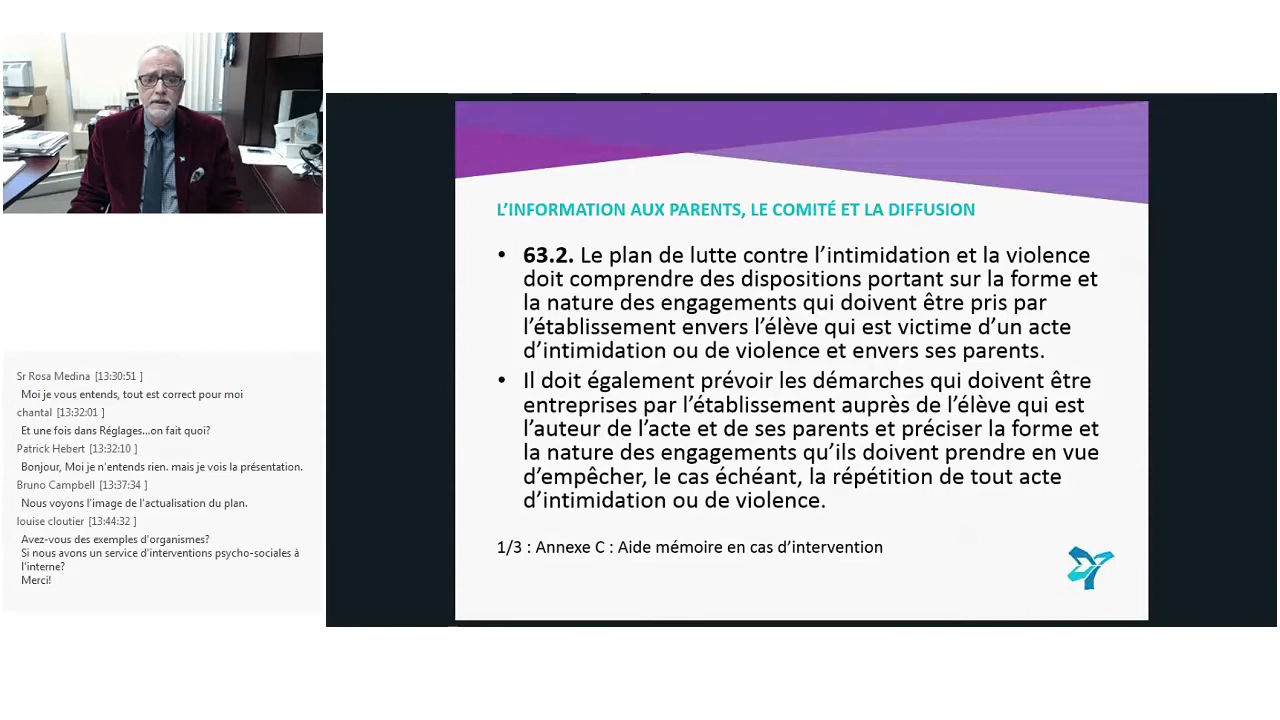 Sr Rosa Medina [13:30:51 ]
Moi je vous entends, tout est correct pour moi
chantal [13:32:01 ]
Et une fois dans Réglages...on fait quoi?
Patrick Hebert [13:32:10 ]
Bonjour, Moi je n'entends rien. mais je vois la présentation.
Bruno Campbell [13:37:34 ]
Nous voyons l'image de l'actualisation du plan.
louise cloutier [13:44:32 ]
Avez-vous des exemples d'organismes?
Si nous avons un service d'interventions psycho-sociales à
l'interne?
Merci!
L’INFORMATION AUX PARENTS, LE COMITÉ ET LA DIFFUSION
• 63.2. Le plan de lutte contre l’intimidation et la violence
doit comprendre des dispositions portant sur la forme et
la nature des engagements qui doivent être pris par
l’établissement envers l’élève qui est victime d’un acte
d’intimidation ou de violence et envers ses parents.
• Il doit également prévoir les démarches qui doivent être
entreprises par l’établissement auprès de l’élève qui est
l’auteur de l’acte et de ses parents et préciser la forme et
la nature des engagements qu’ils doivent prendre en vue
d’empêcher, le cas échéant, la répétition de tout acte
d’intimidation ou de violence.
1/3 : Annexe C : Aide mémoire en cas d’intervention